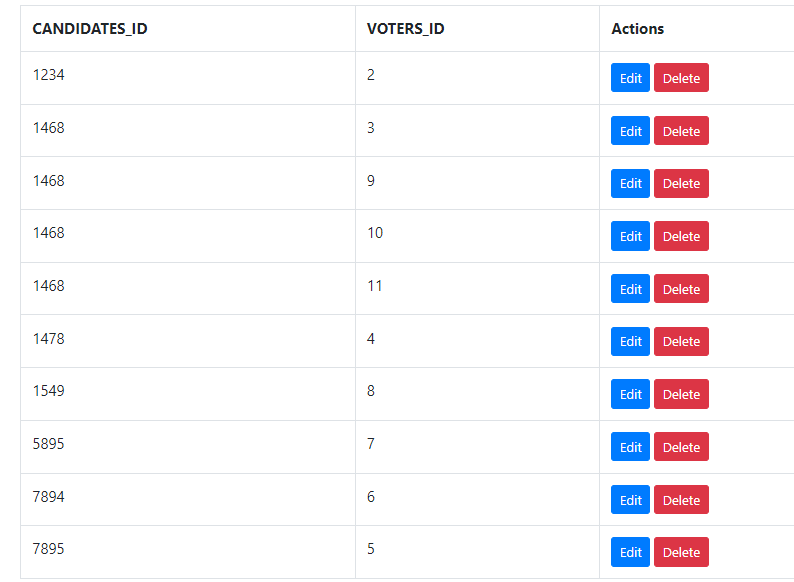 CANDIDATES_ID VOTERS_ID Actions
1234 2 Edit Delete
1468 3 Edit Delete
1468 9 Edit Delete
1468 10 Edit Delete
1468 11 Edit Delete
1478 4 Edit Delete
1549 8 Edit Delete
5895 7 Edit Delete
7894 6 Edit Delete
7895 5 Edit Delete